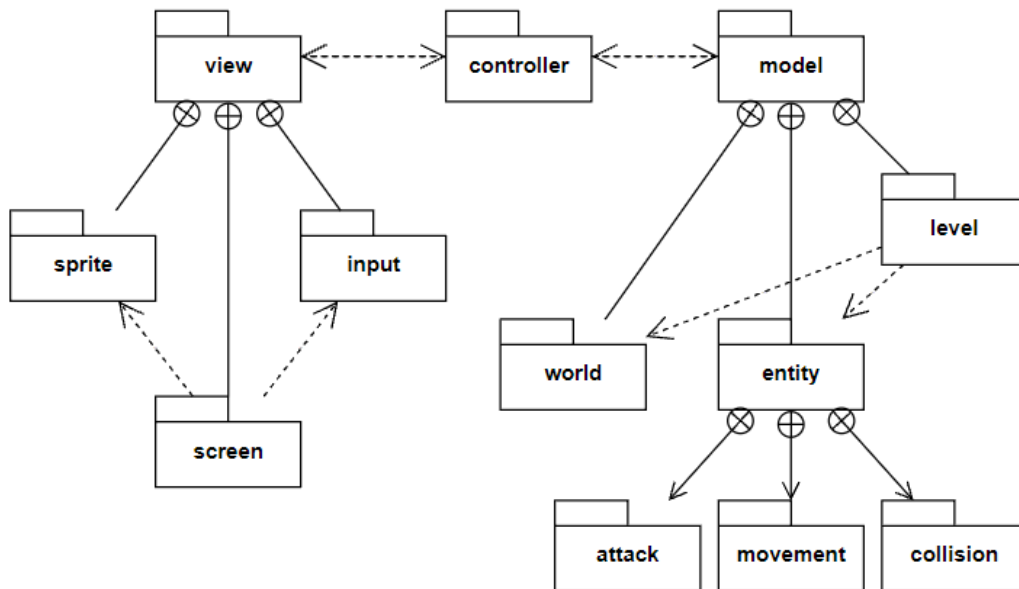 view
controller
model
level
sprite
input
world
entity
screen
attack
movement
collision